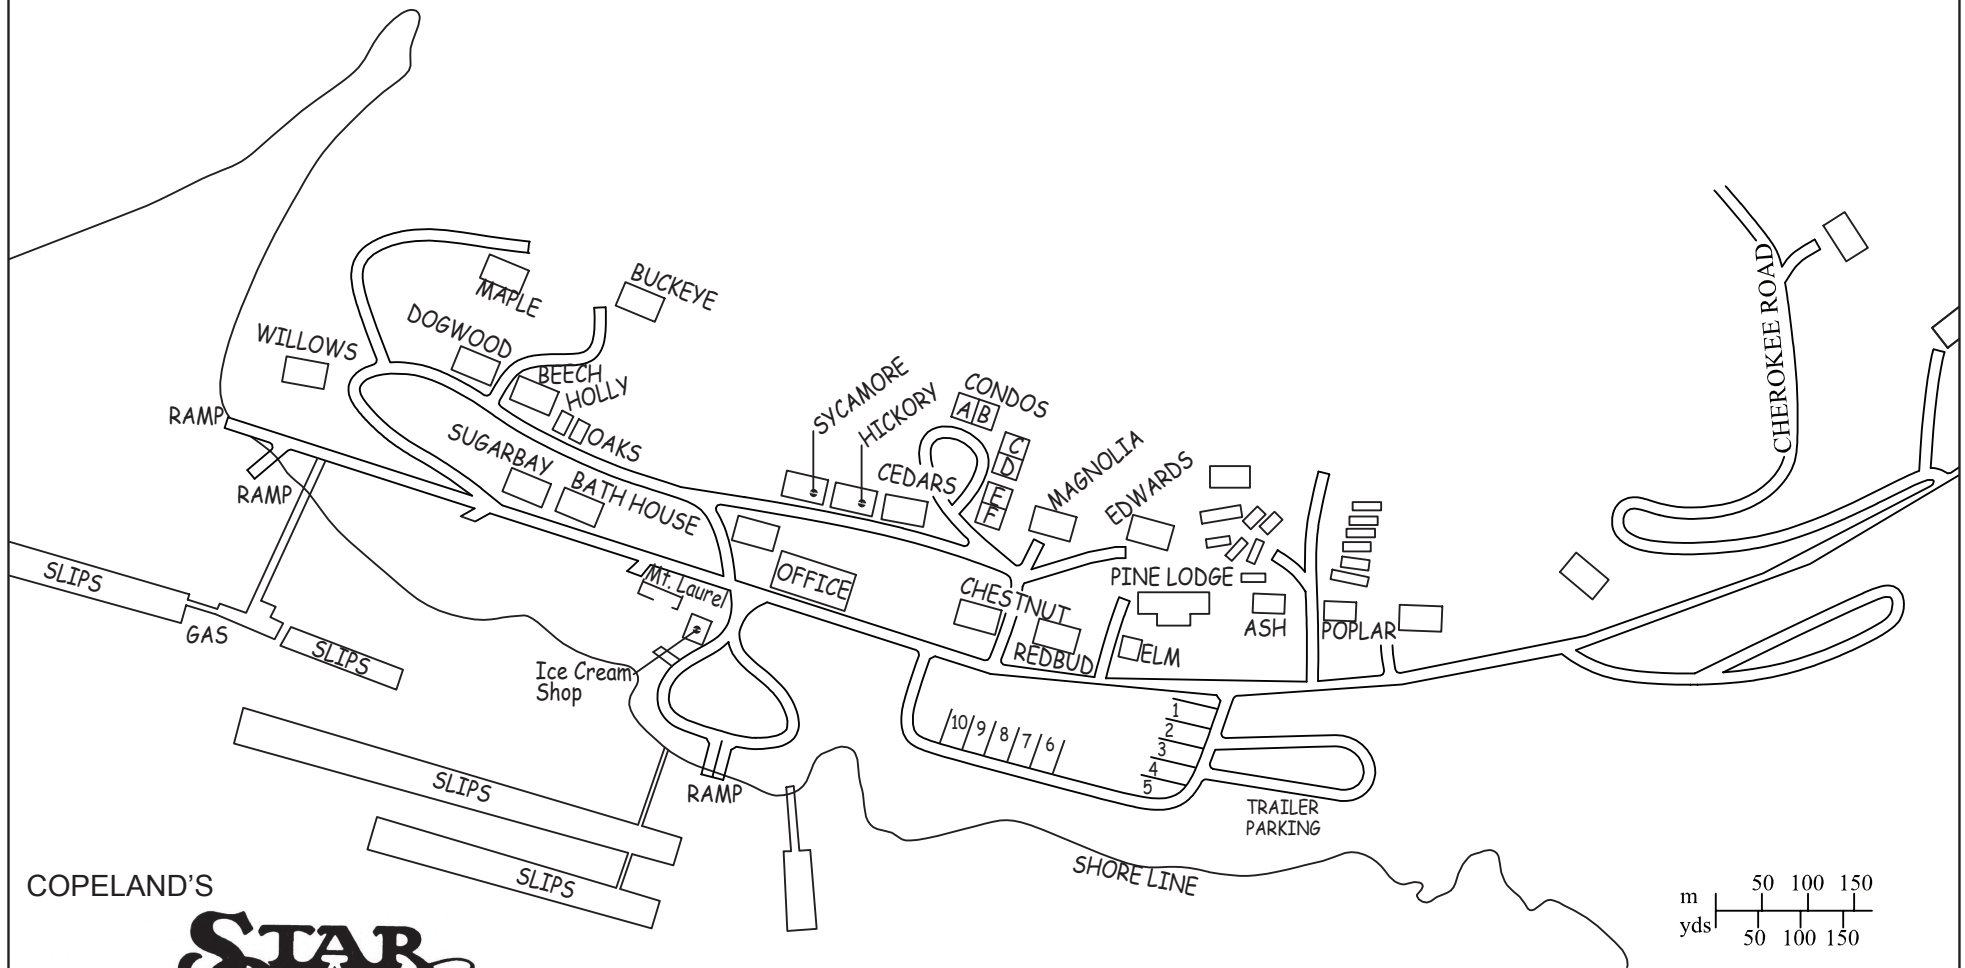 MAPLE
BUCKEYE
DOGWOOD
WILLOWS
BEECH
HOLLY
OAKS
RAMP
RAMP
SUGARBAY
BATH HOUSE
SYCAMORE
HICKORY
CONDOS
A B
C
D
E
F
CEDARS
MAGNOLIA
EDWARDS
CHEROKEE ROAD
OFFICE
Mt. Laurel
CHESTNUT
PINE LODGE
REDBUD
ELM
ASH
POPLAR
SLIPS
GAS
SLIPS
Ice Cream
Shop
10 9 8 7 6
1
2
3
4
5
SLIPS
RAMP
TRAILER
PARKING
SLIPS
SHORE LINE
COPELAND'S
STAR
m 50 100 150
yds 50 100 150